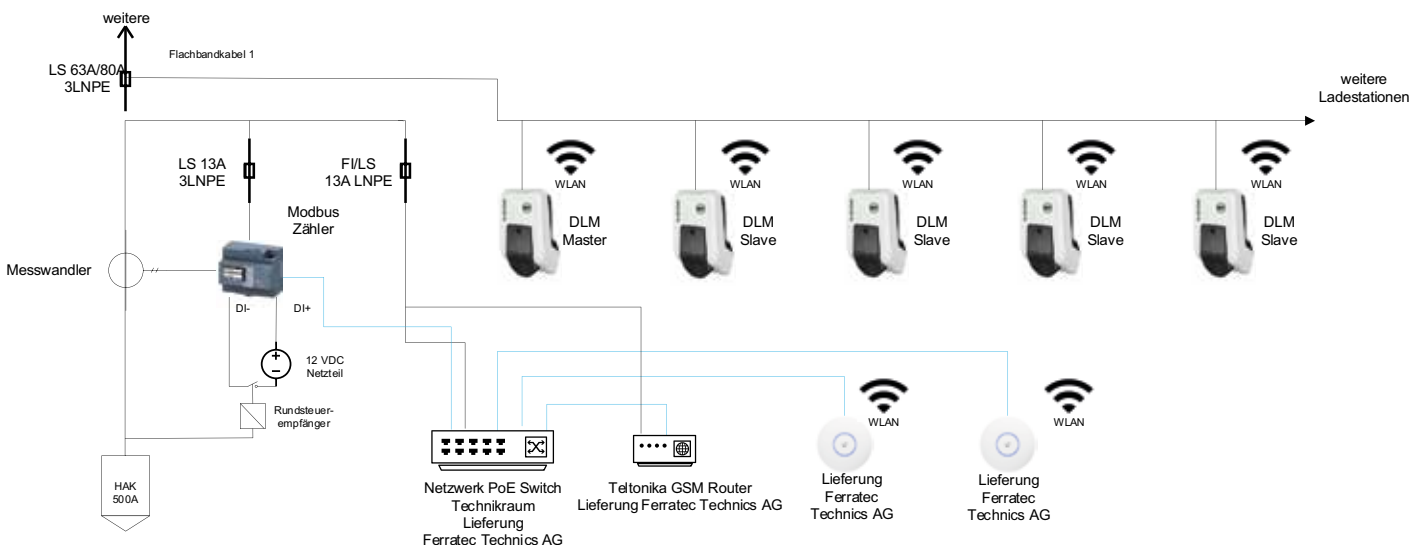 weitere
Flachbandkabel 1
LS 63A/80A
3LNPE
weitere
Ladestationen
LS 13A
3LNPE
FI/LS
13A LNPE
WLAN
WLAN
WLAN
WLAN
WLAN
Modbus
Zähler
DLM
Master
DLM
Slave
DLM
Slave
DLM
Slave
DLM
Slave
Messwandler
DI-
DI+
12 VDC
Netzteil
Rundsteuer-
empfänger
WLAN
WLAN
HAK
500A
Netzwerk PoE Switch
Technikraum
Lieferung
Ferratec Technics AG
Teltonika GSM Router
Lieferung Ferratec Technics AG
Lieferung
Ferratec
Technics AG
Lieferung
Ferratec
Technics AG